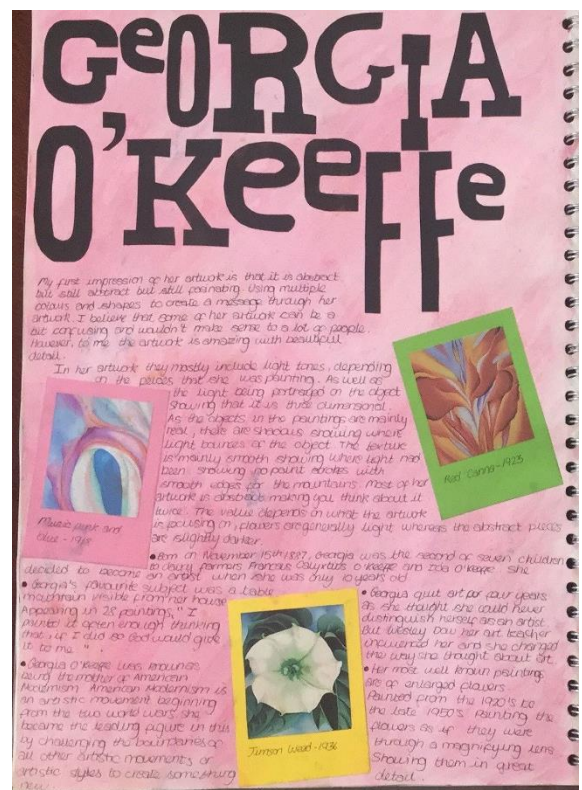 GeORGIA
O'KeeFFe
My first impression of her artwork is that it is abstract
but still attract but still facinating. Using multiple
colours and shapes to create a message through her
artwork. I believe that some of her artwork can be a
bit confusing and wouldn't make sense to a lot of people.
However, to me the artwork is amazing with beautiful
detail.
In her artwork they mostly include light tones, depending
on the peices that she was painting. As well as
the light being portraged on the object
showing that it is three dimensional.
As the objects in the paintings are mainly
real, there are shadows showing where
light bounces of the object. The texture
is mainly smooth showing where light had
been showing no paint strokes with
smooth edges for the mountains. Most of her
artwork is abstract making you think about it
twice. The value depends on what the artwork
is focusing on, flowers are generally light whereas the abstract pieces
are slightly darker.
Red Canna-1923
Music pink and
blue - 1918
• Born on November 15th 1887, Georgia was the second of seven children
to dairy farmers Francis Calyxtus O'keeffe and Ida O'keeffe. She
decided to become an artist when she was only 10 years old
• Georgia's favourite subject was a table
mountain visible from her house
Appearing in 28 paintings, "I
painted it often enough thinking
that, if I did so God would give
it to me".
• Georgia O'Keeffe was known as
being the mother of American
Modernism. American Modernism is
an artistic movement beginning
from the two world wars she
became the leading figure in this
by challenging the boundaries of
all other artistic movements or
artistic styles to create something
new.
Jimson Weed-1936
• Georgia quit art for four years
as she thought she could never
distinguish herself as an artist
But Wesley Dow her art teacher
influenced her and she changed
the way she thought about art.
• Her most well known paintings
are of enlarged flowers
Painted from the 1920's to
the late 1950's. Painting the
flowers as if they were
through a magnifying lens
Showing them in great
detail.